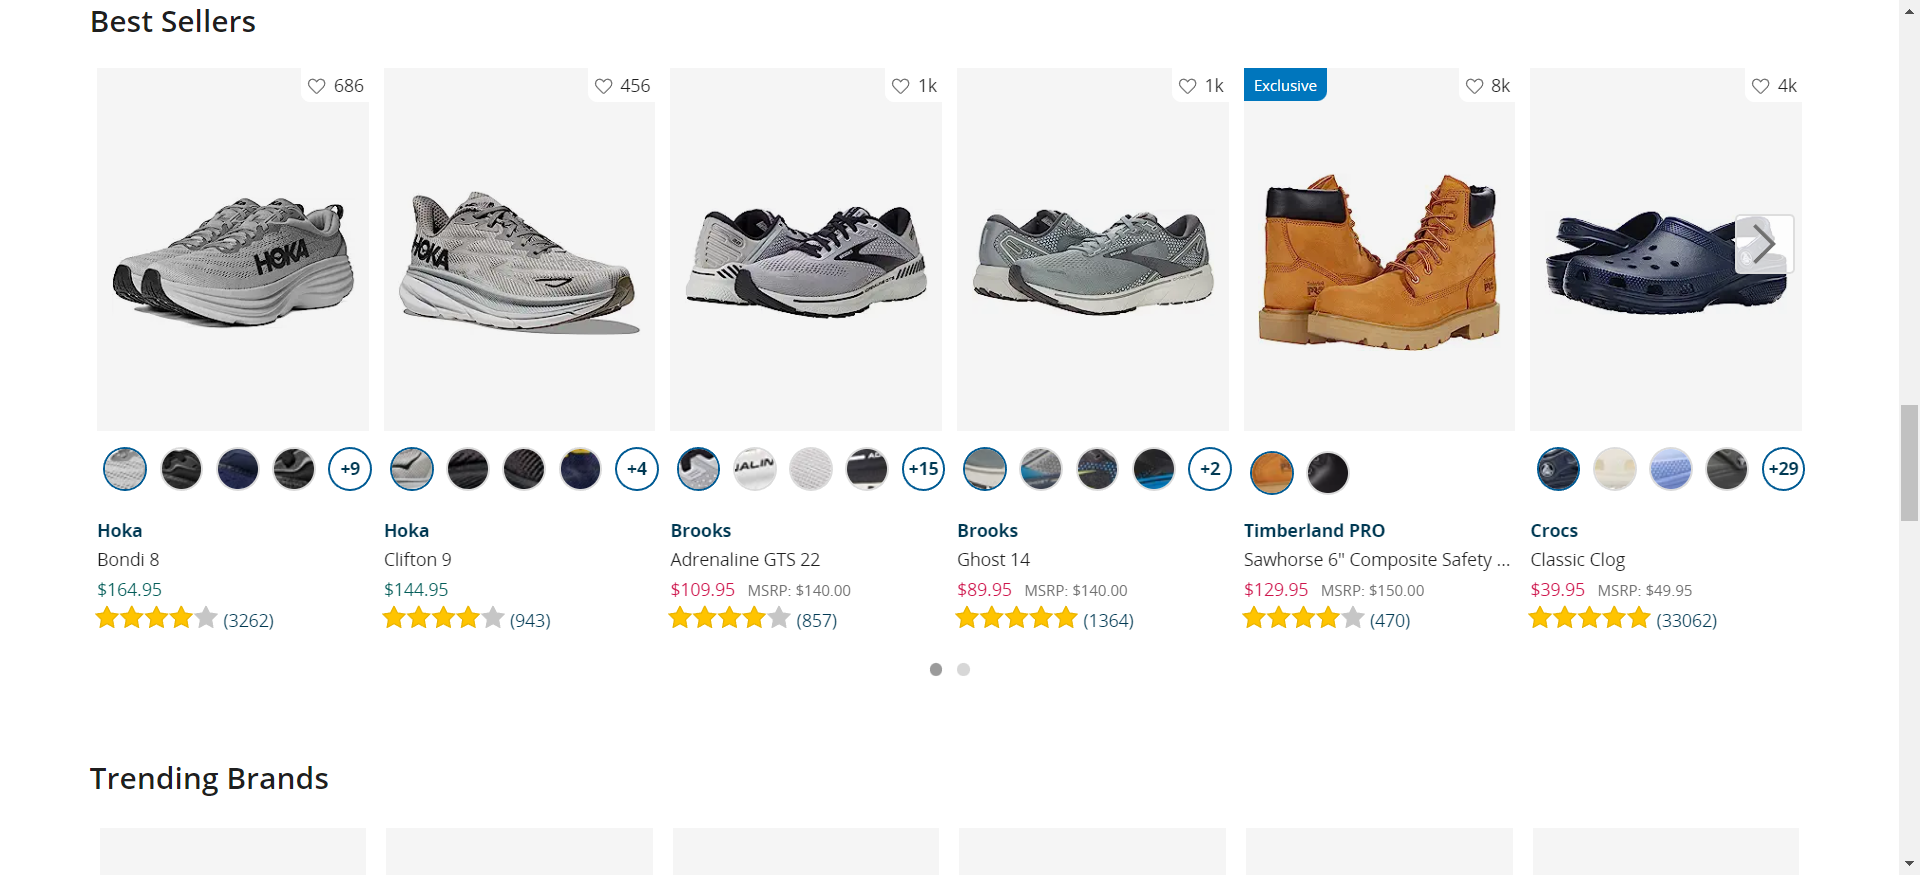 Best Sellers
686
456
1k
1k
Exclusive
8k
4k
HOKA
HOKA
+9
+4
+15
+2
+29
Hoka
Bondi 8
$164.95
(3262)
Hoka
Clifton 9
$144.95
(943)
Brooks
Adrenaline GTS 22
$109.95 MSRP: $140.00
(857)
Brooks
Ghost 14
$89.95 MSRP: $140.00
(1364)
Timberland PRO
Sawhorse 6" Composite Safety ...
$129.95 MSRP: $150.00
(470)
Crocs
Classic Clog
$39.95 MSRP: $49.95
(33062)
Trending Brands